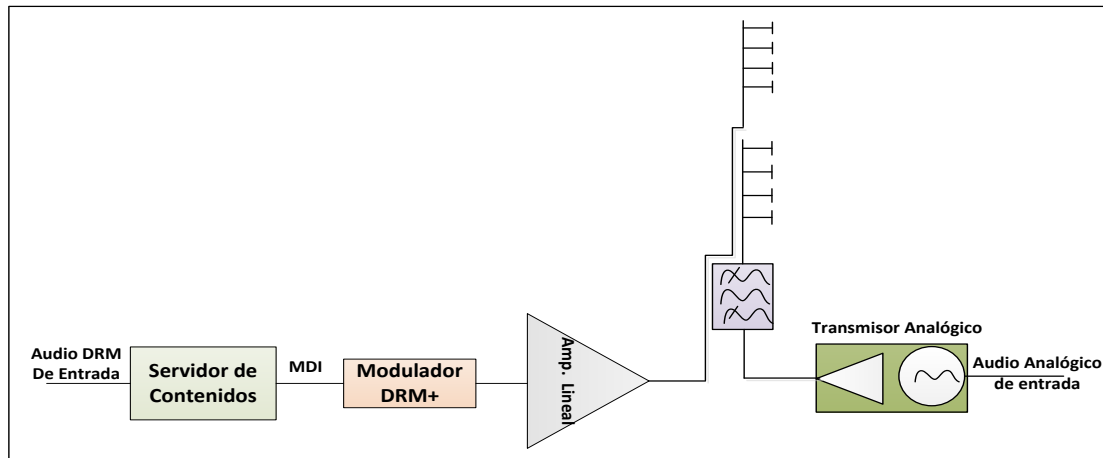 Audio DRM
De Entrada
Servidor de
Contenidos
MDI
Modulador
DRM+
Amp. Lineal
Transmisor Analógico
Audio Analógico
de entrada